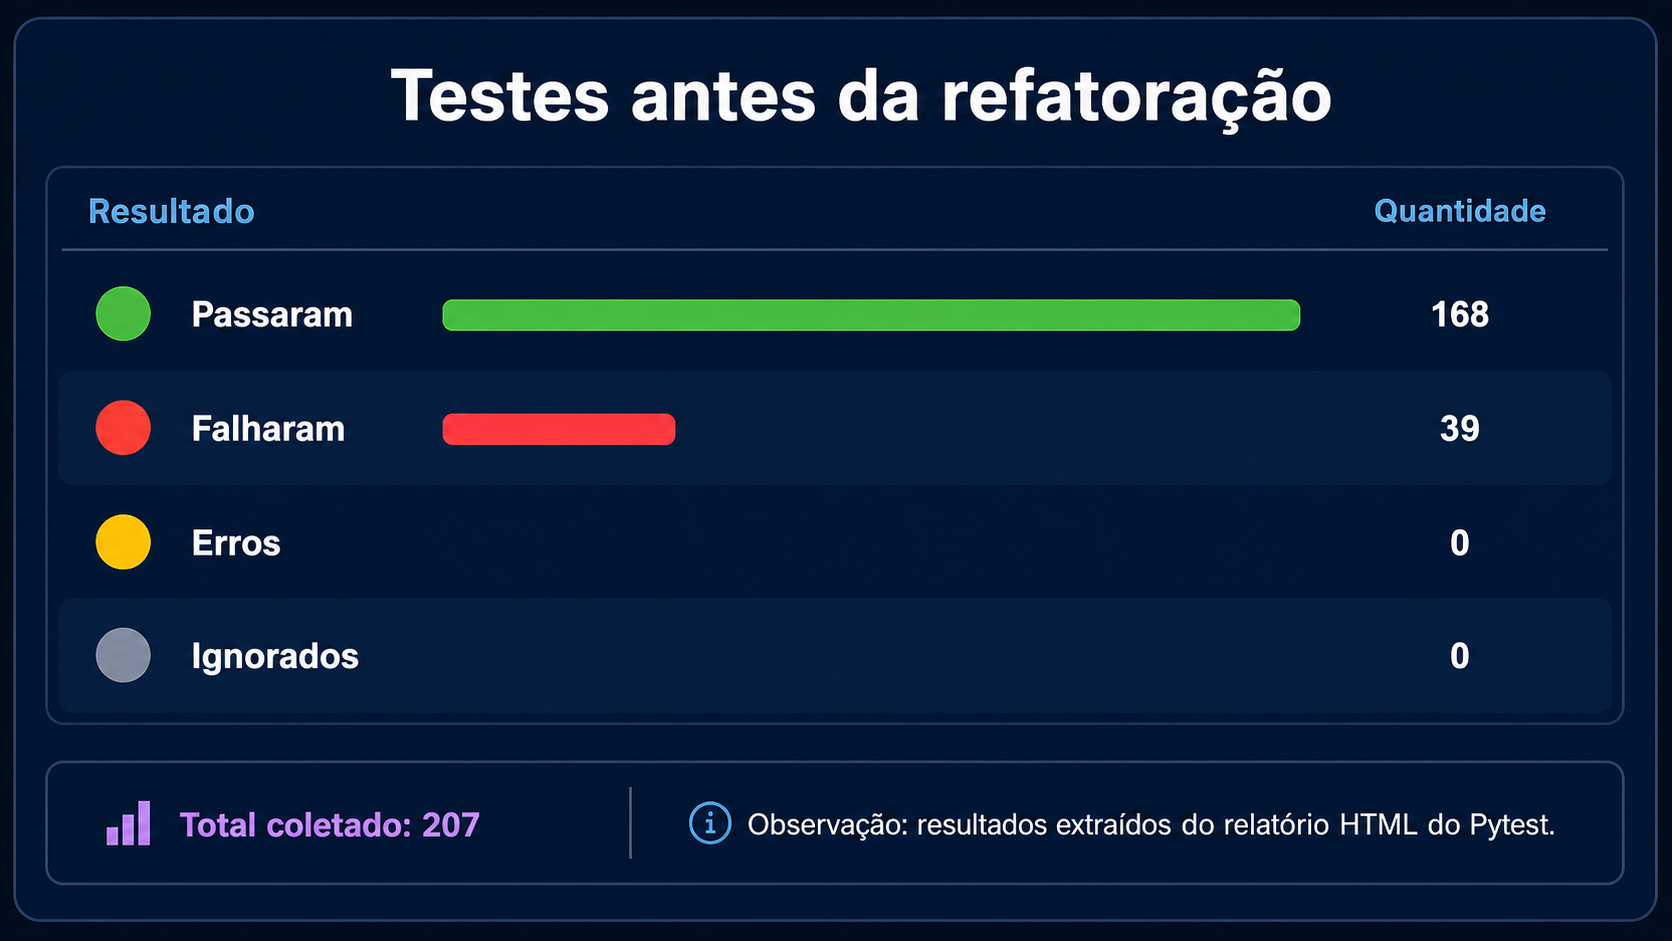 Testes antes da refatoração
Resultado Quantidade
Passaram 168
Falharam 39
Erros 0
Ignorados 0
Total coletado: 207
Observação: resultados extraídos do relatório HTML do Pytest.